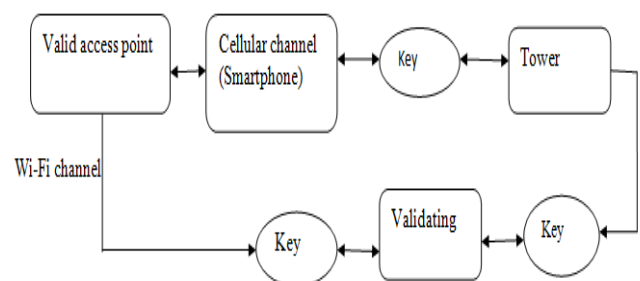 Valid access point
Cellular channel
(Smartphone)
Key
Tower
Wi-Fi channel
Key
Validating
Key